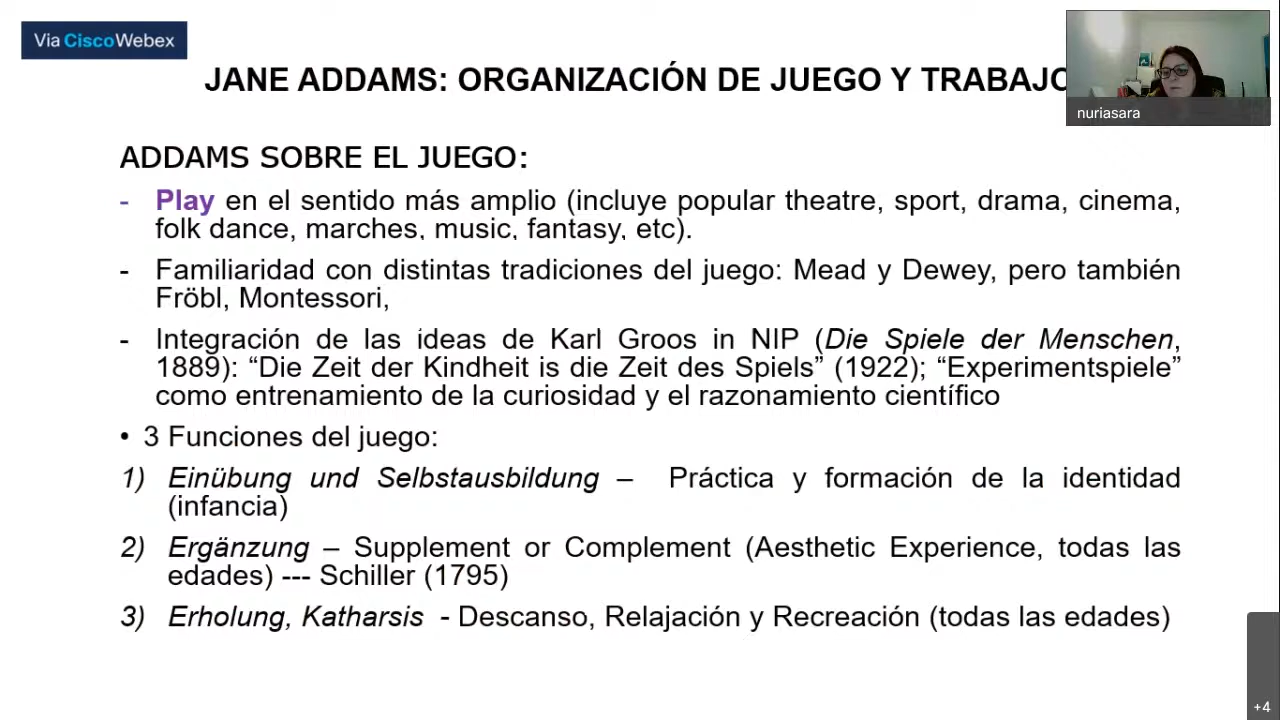 Via CiscoWebex
JANE ADDAMS: ORGANIZACIÓN DE JUEGO Y TRABAJO
nuriasara
ADDAMS SOBRE EL JUEGO:
- Play en el sentido más amplio (incluye popular theatre, sport, drama, cinema,
folk dance, marches, music, fantasy, etc).
- Familiaridad con distintas tradiciones del juego: Mead y Dewey, pero también
Fröbl, Montessori,
- Integración de las ideas de Karl Groos in NIP (Die Spiele der Menschen,
1889): “Die Zeit der Kindheit is die Zeit des Spiels” (1922); “Experimentspiele”
como entrenamiento de la curiosidad y el razonamiento científico
• 3 Funciones del juego:
1) Einübung und Selbstausbildung – Práctica y formación de la identidad
(infancia)
2) Ergänzung – Supplement or Complement (Aesthetic Experience, todas las
edades) --- Schiller (1795)
3) Erholung, Katharsis - Descanso, Relajación y Recreación (todas las edades)
+4